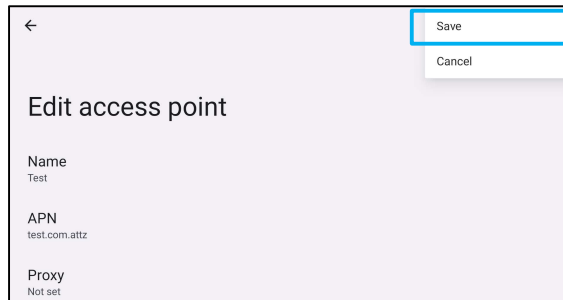 Save
Cancel
Edit access point
Name
Test
APN
test.com.attz
Proxy
Not set